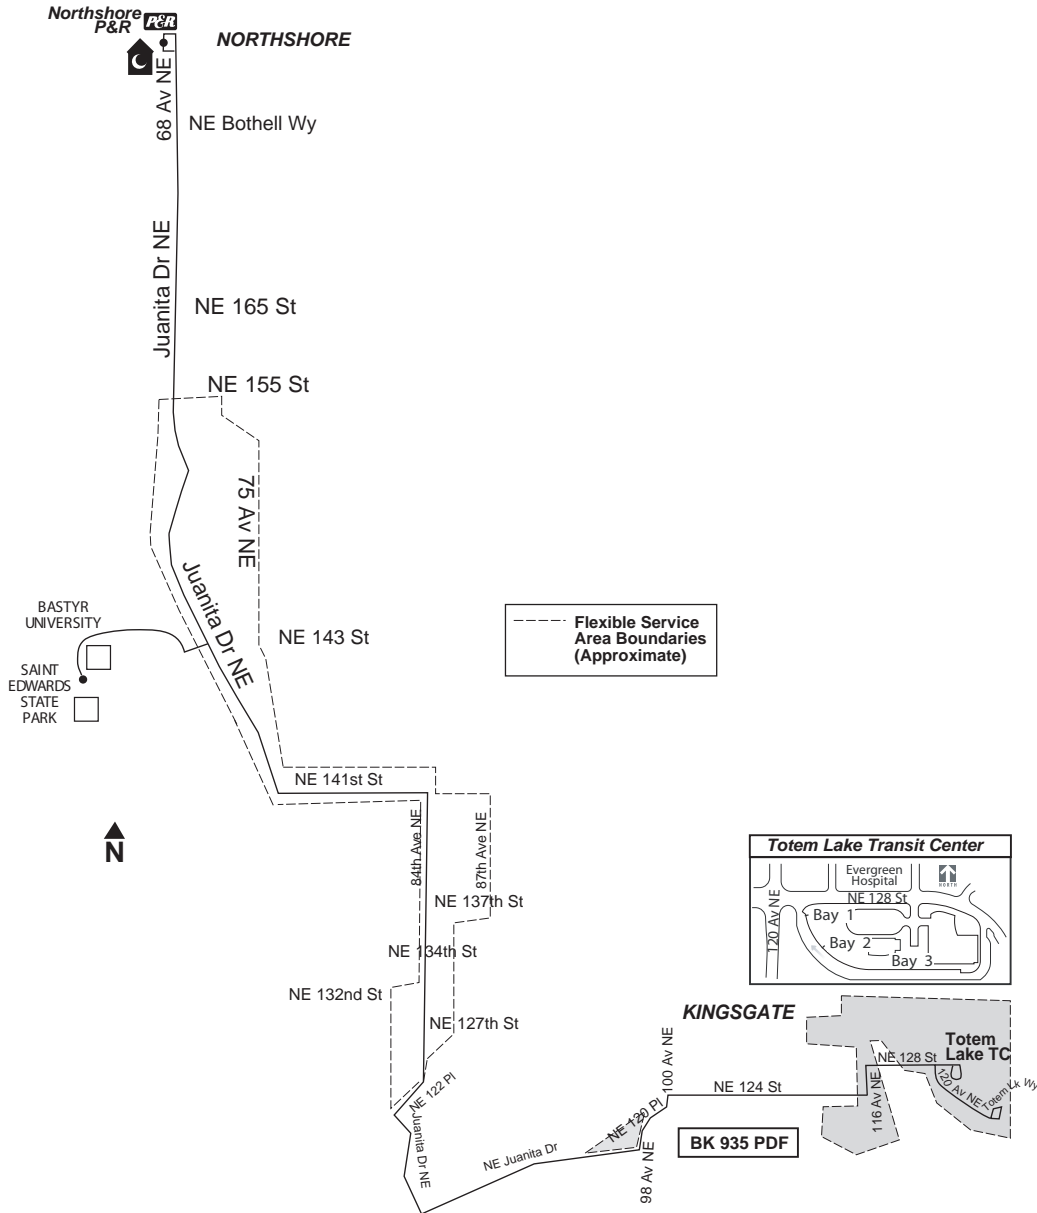 Northshore
P&R
P&R
NORTHSHORE
68 Av NE
NE Bothell Wy
Juanita Dr NE
NE 165 St
NE 155 St
75 Av NE
Juanita Dr NE
BASTYR
UNIVERSITY
NE 143 St
SAINT
EDWARDS
STATE
PARK
Flexible Service
Area Boundaries
(Approximate)
NE 141st St
84th Ave NE
87th Ave NE
N
NE 137th St
NE 134th St
NE 132nd St
NE 127th St
NE 122 Pl
Juanita Dr NE
NE Juanita Dr
Totem Lake Transit Center
Evergreen
Hospital
NORTH
NE 128 St
120 Av NE
Bay 1
Bay 2
Bay 3
KINGSGATE
Totem
Lake TC
NE 128 St
100 Av NE
NE 124 St
116 Av NE
120 Av NE
Totem Lk Wy
NE 120 Pl
98 Av NE
BK 935 PDF